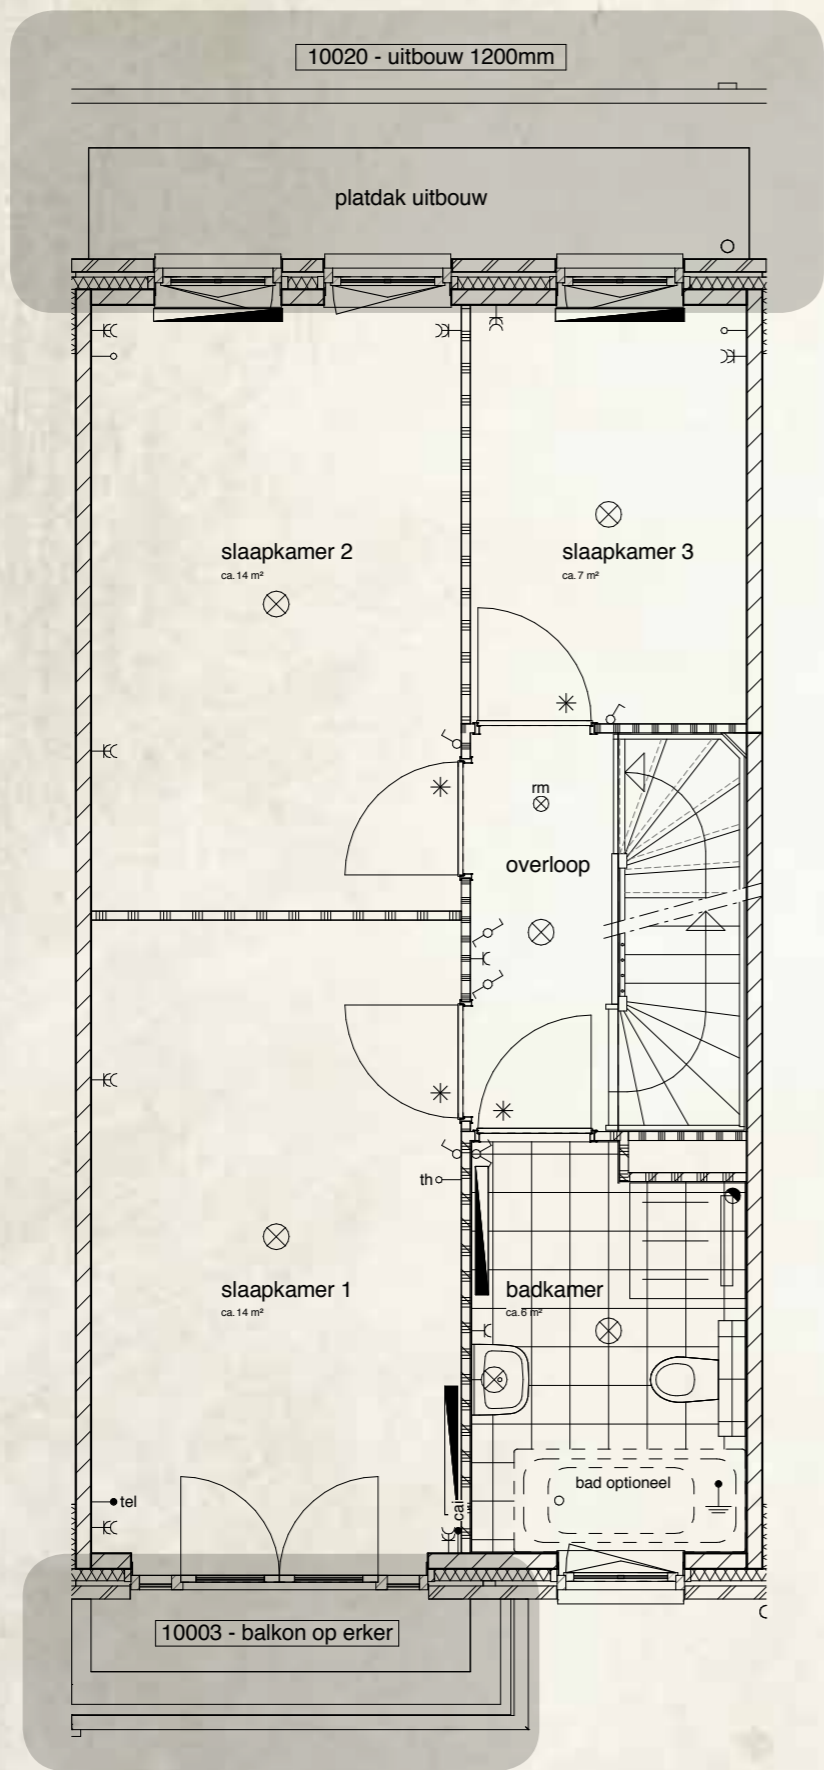 10020 - uitbouw 1200mm
platdak uitbouw
slaapkamer 2
ca. 14 m²
slaapkamer 3
ca. 7 m²
rm
overloop
th
slaapkamer 1
ca. 14 m²
badkamer
ca. 6 m²
bad optioneel
tel
cai
10003 - balkon op erker